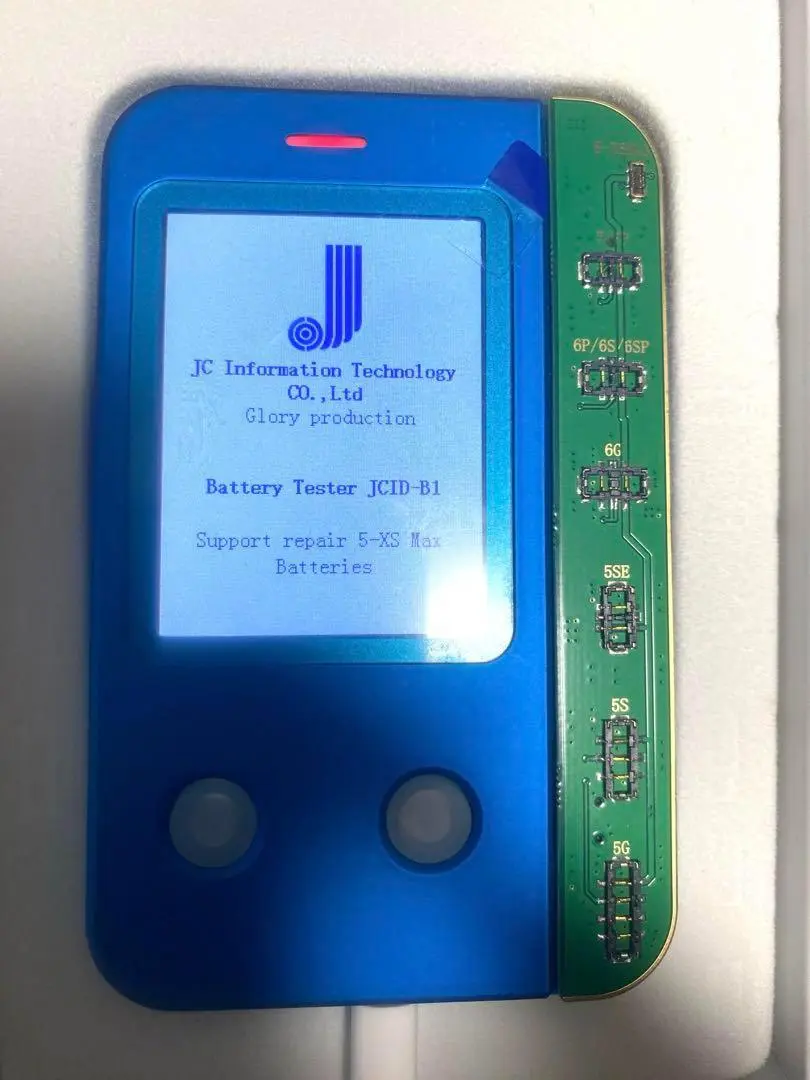 JC Information Technology
CO.,Ltd
Glory production
Battery Tester JCID-B1
Support repair 5-XS Max
Batteries
6P/6S/6SP
6G
5SE
5S
5G